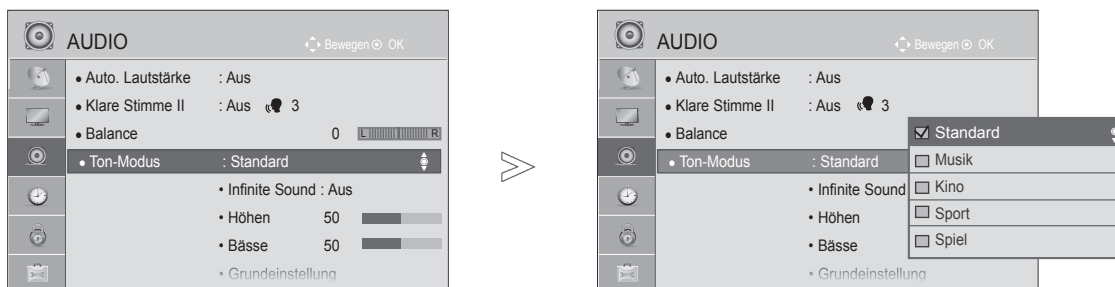 AUDIO
Bewegen OK
• Auto. Lautstärke : Aus
• Klare Stimme II : Aus 3
• Balance 0 L R
• Ton-Modus : Standard
• Infinite Sound : Aus
• Höhen 50
• Bässe 50
• Grundeinstellung
AUDIO
Bewegen OK
• Auto. Lautstärke : Aus
• Klare Stimme II : Aus 3
• Balance
• Ton-Modus : Standard
• Infinite Sound
• Höhen
• Bässe
• Grundeinstellung
Standard
Musik
Kino
Sport
Spiel